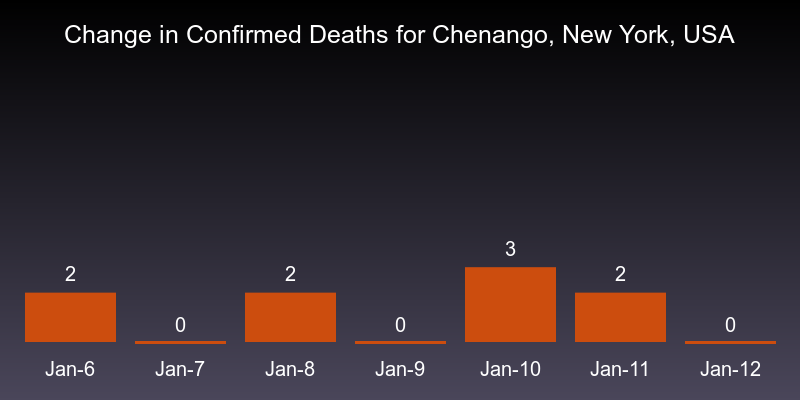 Change in Confirmed Deaths for Chenango, New York, USA
3
2 2 2
0 0 0
Jan-6 Jan-7 Jan-8 Jan-9 Jan-10 Jan-11 Jan-12